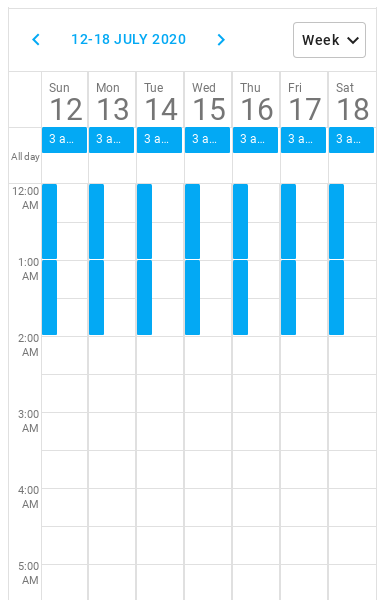 12-18 JULY 2020
Week
Sun Mon Tue Wed Thu Fri Sat
12 13 14 15 16 17 18
3 a... 3 a... 3 a... 3 a... 3 a... 3 a... 3 a...
All day
12:00
AM
1:00
AM
2:00
AM
3:00
AM
4:00
AM
5:00
AM